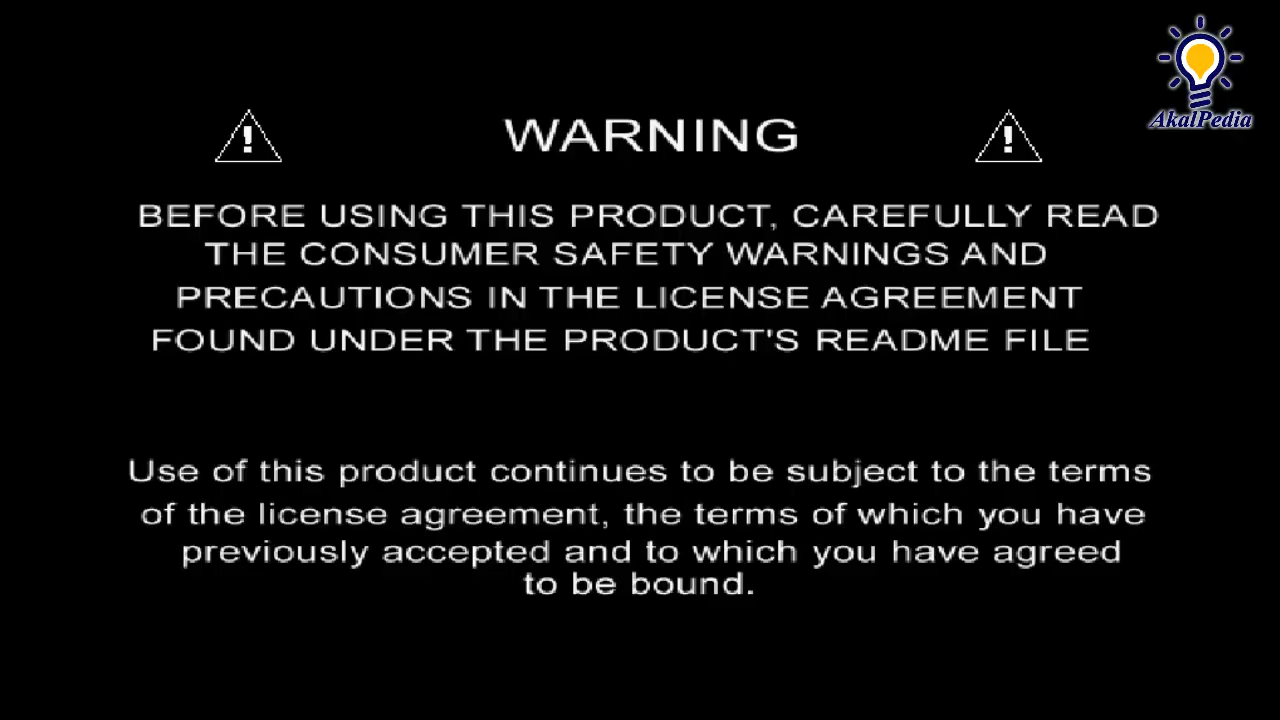 AkalPedia
! WARNING !
BEFORE USING THIS PRODUCT, CAREFULLY READ
THE CONSUMER SAFETY WARNINGS AND
PRECAUTIONS IN THE LICENSE AGREEMENT
FOUND UNDER THE PRODUCT'S README FILE
Use of this product continues to be subject to the terms
of the license agreement, the terms of which you have
previously accepted and to which you have agreed
to be bound.